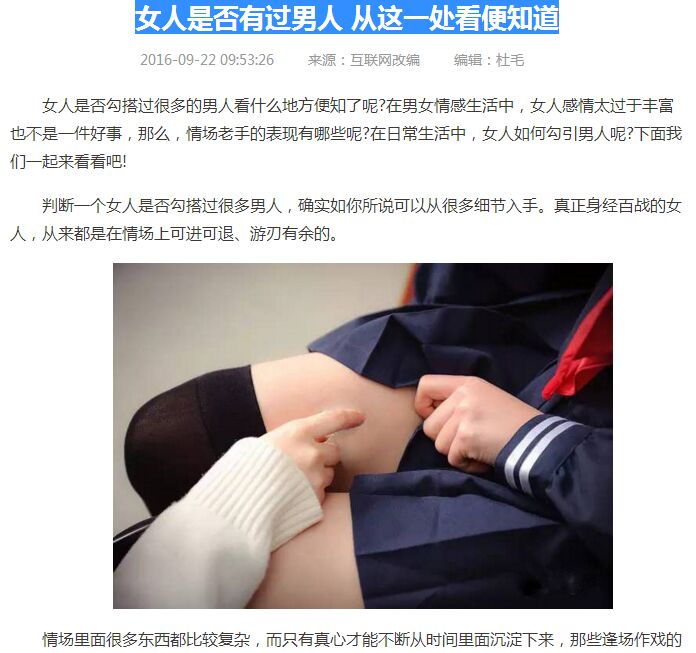 女人是否有过男人 从这一处看便知道
2016-09-22 09:53:26 来源：互联网改编 编辑：杜毛
女人是否勾搭过很多的男人看什么地方便知了呢?在男女情感生活中，女人感情太过于丰富
也不是一件好事，那么，情场老手的表现有哪些呢?在日常生活中，女人如何勾引男人呢?下面我
们一起来看看吧!
判断一个女人是否勾搭过很多男人，确实如你所说可以从很多细节入手。真正身经百战的女
人，从来都是在情场上可进可退、游刃有余的。
情场里面很多东西都比较复杂，而只有真心才能不断从时间里面沉淀下来，那些逢场作戏的